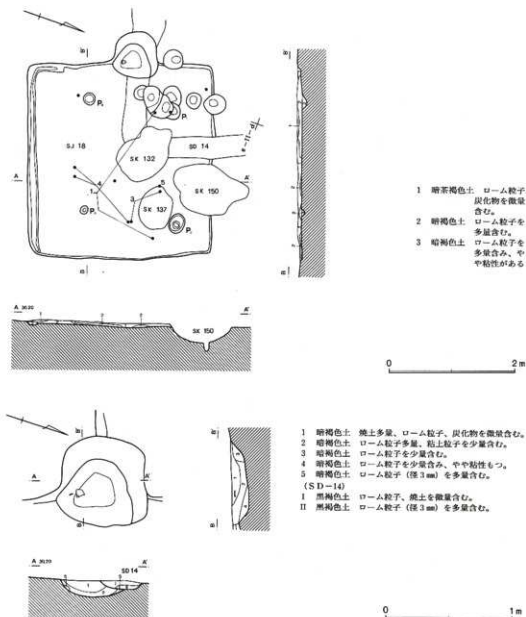 SJ 18
SK 132
SD 14
SK 150
SK 137
A
A'
B
B'
1 暗茶褐色土 ローム粒子
炭化物を微量
含む。
2 暗褐色土 ローム粒子を
多量含む。
3 暗褐色土 ローム粒子を
多量含み、や
や粘性がある
A 30.20
A'
SK 150
0 2m
A
A'
B
B'
1 暗褐色土 焼土多量、ローム粒子、炭化物を微量含む。
2 暗褐色土 ローム粒子多量、粘土粒子を少量含む。
3 暗褐色土 ローム粒子を少量含む。
4 暗褐色土 ローム粒子を少量含み、やや粘性もつ。
5 暗褐色土 ローム粒子（径3㎜）を多量含む。
(SD-14)
I 黒褐色土 ローム粒子、焼土を微量含む。
II 黒褐色土 ローム粒子（径3㎜）を多量含む。
A 30.20
SD 14
A'
0 1m